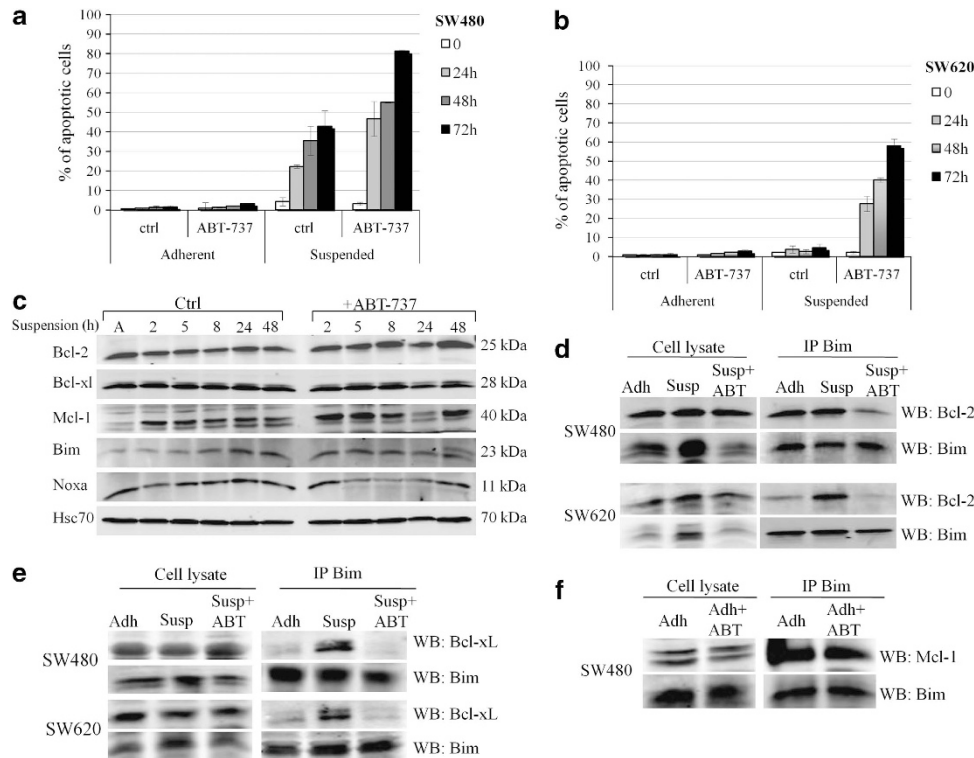 a
SW480
0
24h
48h
72h
% of apoptotic cells
100
90
80
70
60
50
40
30
20
10
0
ctrl ABT-737 ctrl ABT-737
Adherent Suspended
b
SW620
0
24h
48h
72h
% of apoptotic cells
100
90
80
70
60
50
40
30
20
10
0
ctrl ABT-737 ctrl ABT-737
Adherent Suspended
c
Ctrl +ABT-737
Suspension (h) A 2 5 8 24 48 2 5 8 24 48
Bcl-2 25 kDa
Bcl-xl 28 kDa
Mcl-1 40 kDa
Bim 23 kDa
Noxa 11 kDa
Hsc70 70 kDa
d
Cell lysate IP Bim
Adh Susp Susp+ ABT Adh Susp Susp+ ABT
SW480
WB: Bcl-2
WB: Bim
SW620
WB: Bcl-2
WB: Bim
e
Cell lysate IP Bim
Adh Susp Susp+ ABT Adh Susp Susp+ ABT
SW480
WB: Bcl-xL
WB: Bim
SW620
WB: Bcl-xL
WB: Bim
f
Cell lysate IP Bim
Adh Adh+ ABT Adh Adh+ ABT
SW480
WB: Mcl-1
WB: Bim